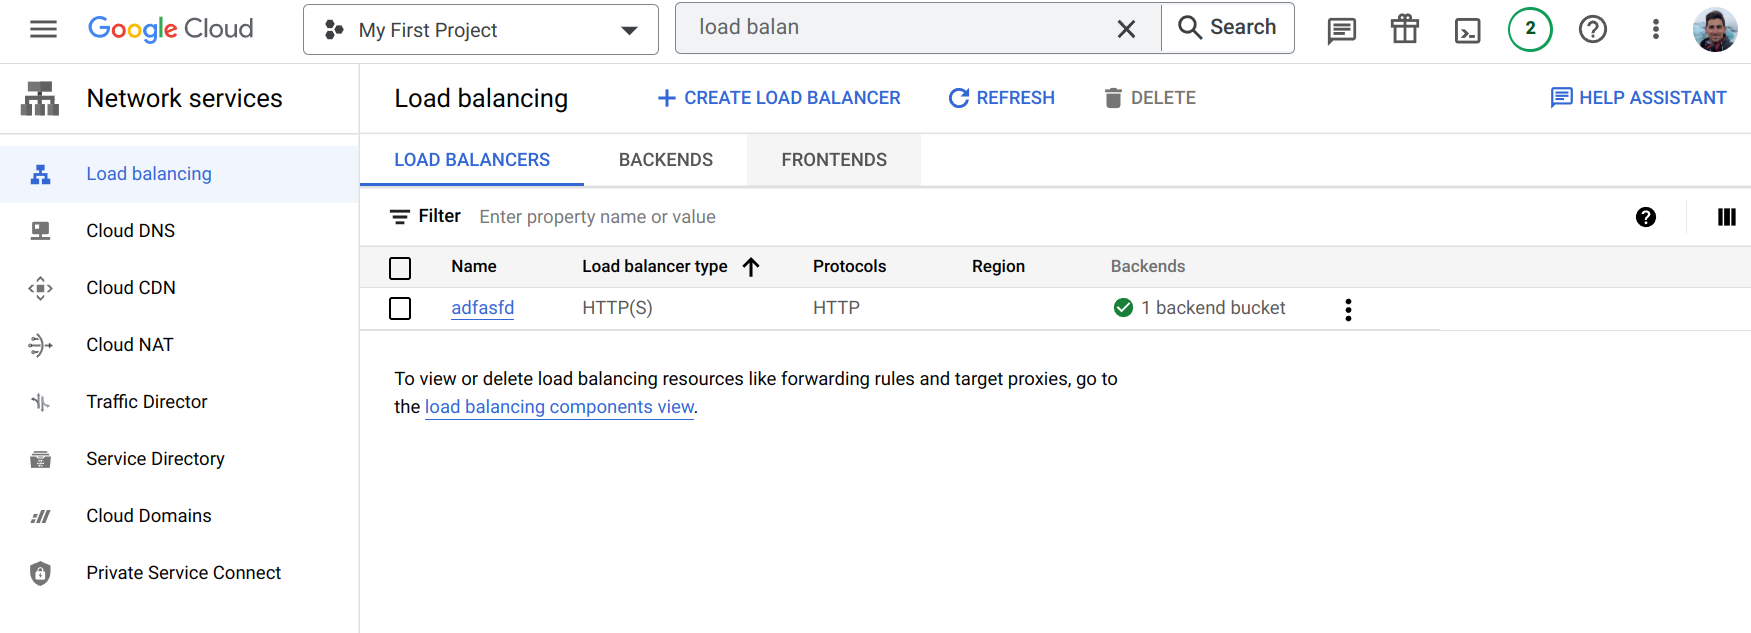 Google Cloud
My First Project
load balan
Search
2
Network services
Load balancing
CREATE LOAD BALANCER
REFRESH
DELETE
HELP ASSISTANT
Load balancing
Cloud DNS
Cloud CDN
Cloud NAT
Traffic Director
Service Directory
Cloud Domains
Private Service Connect
LOAD BALANCERS
BACKENDS
FRONTENDS
Filter Enter property name or value
Name Load balancer type Protocols Region Backends
adfasfd HTTP(S) HTTP 1 backend bucket
To view or delete load balancing resources like forwarding rules and target proxies, go to
the load balancing components view.